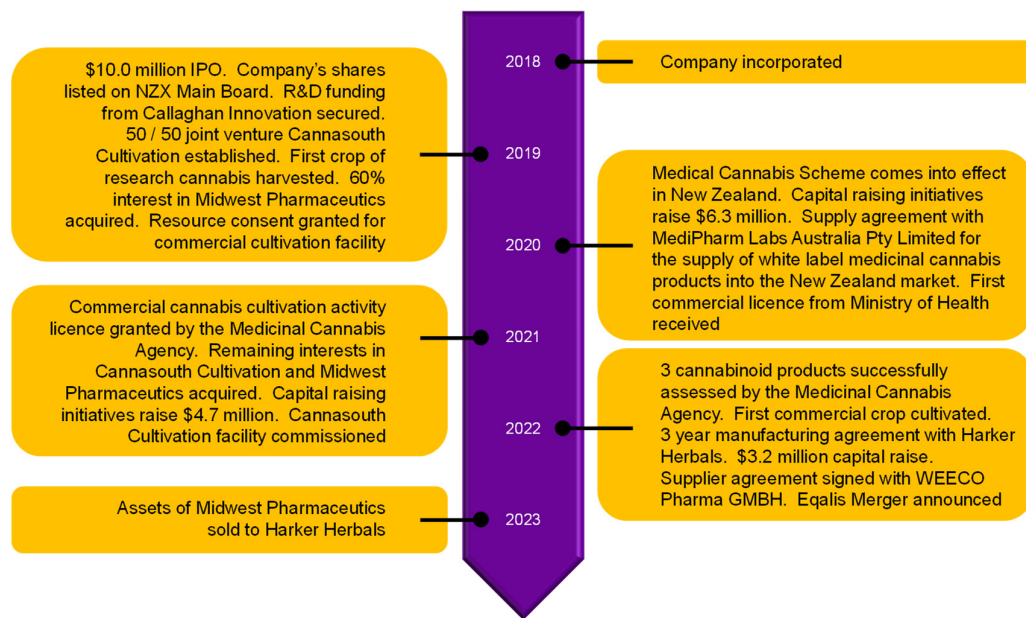 2018
Company incorporated
$10.0 million IPO.  Company's shares
listed on NZX Main Board.  R&D funding
from Callaghan Innovation secured.
50 / 50 joint venture Cannasouth
Cultivation established.  First crop of
research cannabis harvested.  60%
interest in Midwest Pharmaceutics
acquired.  Resource consent granted for
commercial cultivation facility
2019
2020
Medical Cannabis Scheme comes into effect
in New Zealand.  Capital raising initiatives
raise $6.3 million.  Supply agreement with
MediPharm Labs Australia Pty Limited for
the supply of white label medicinal cannabis
products into the New Zealand market.  First
commercial licence from Ministry of Health
received
Commercial cannabis cultivation activity
licence granted by the Medicinal Cannabis
Agency.  Remaining interests in
Cannasouth Cultivation and Midwest
Pharmaceutics acquired.  Capital raising
initiatives raise $4.7 million.  Cannasouth
Cultivation facility commissioned
2021
2022
3 cannabinoid products successfully
assessed by the Medicinal Cannabis
Agency.  First commercial crop cultivated.
3 year manufacturing agreement with Harker
Herbals.  $3.2 million capital raise.
Supplier agreement signed with WEECO
Pharma GMBH.  Eqalis Merger announced
Assets of Midwest Pharmaceutics
sold to Harker Herbals
2023